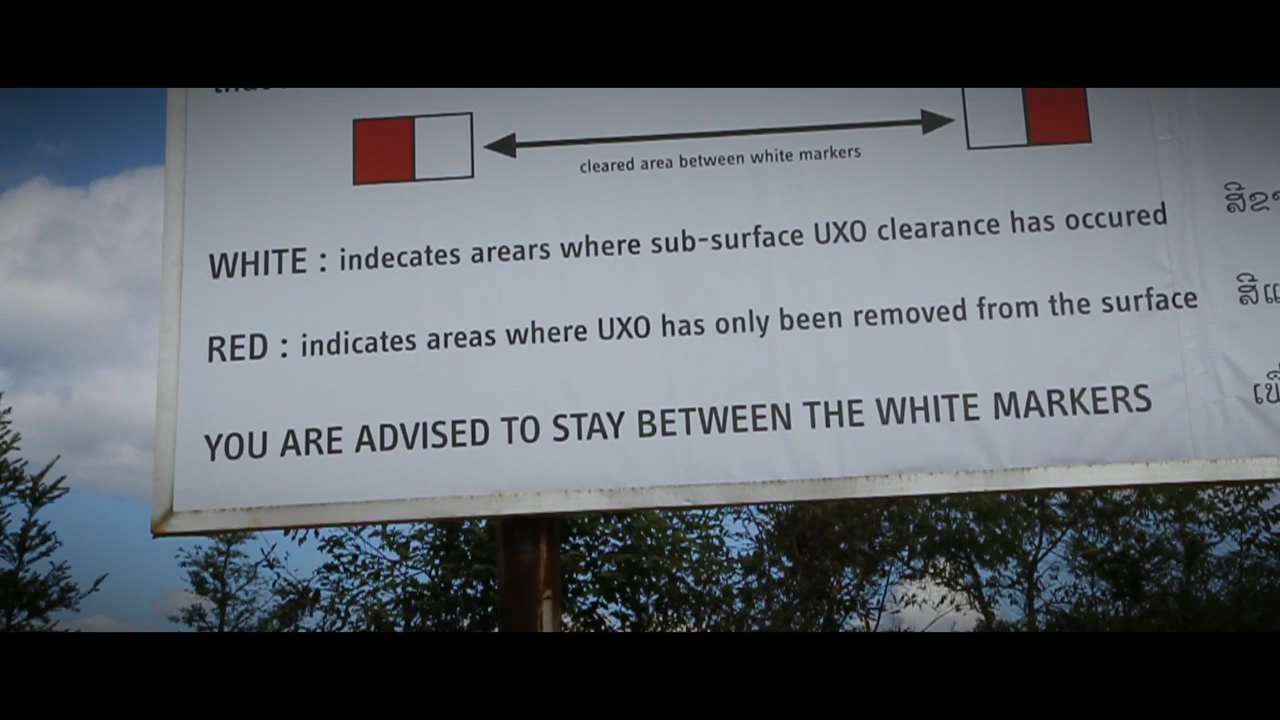 cleared area between white markers
WHITE : indecates arears where sub-surface UXO clearance has occured
RED : indicates areas where UXO has only been removed from the surface
YOU ARE ADVISED TO STAY BETWEEN THE WHITE MARKERS